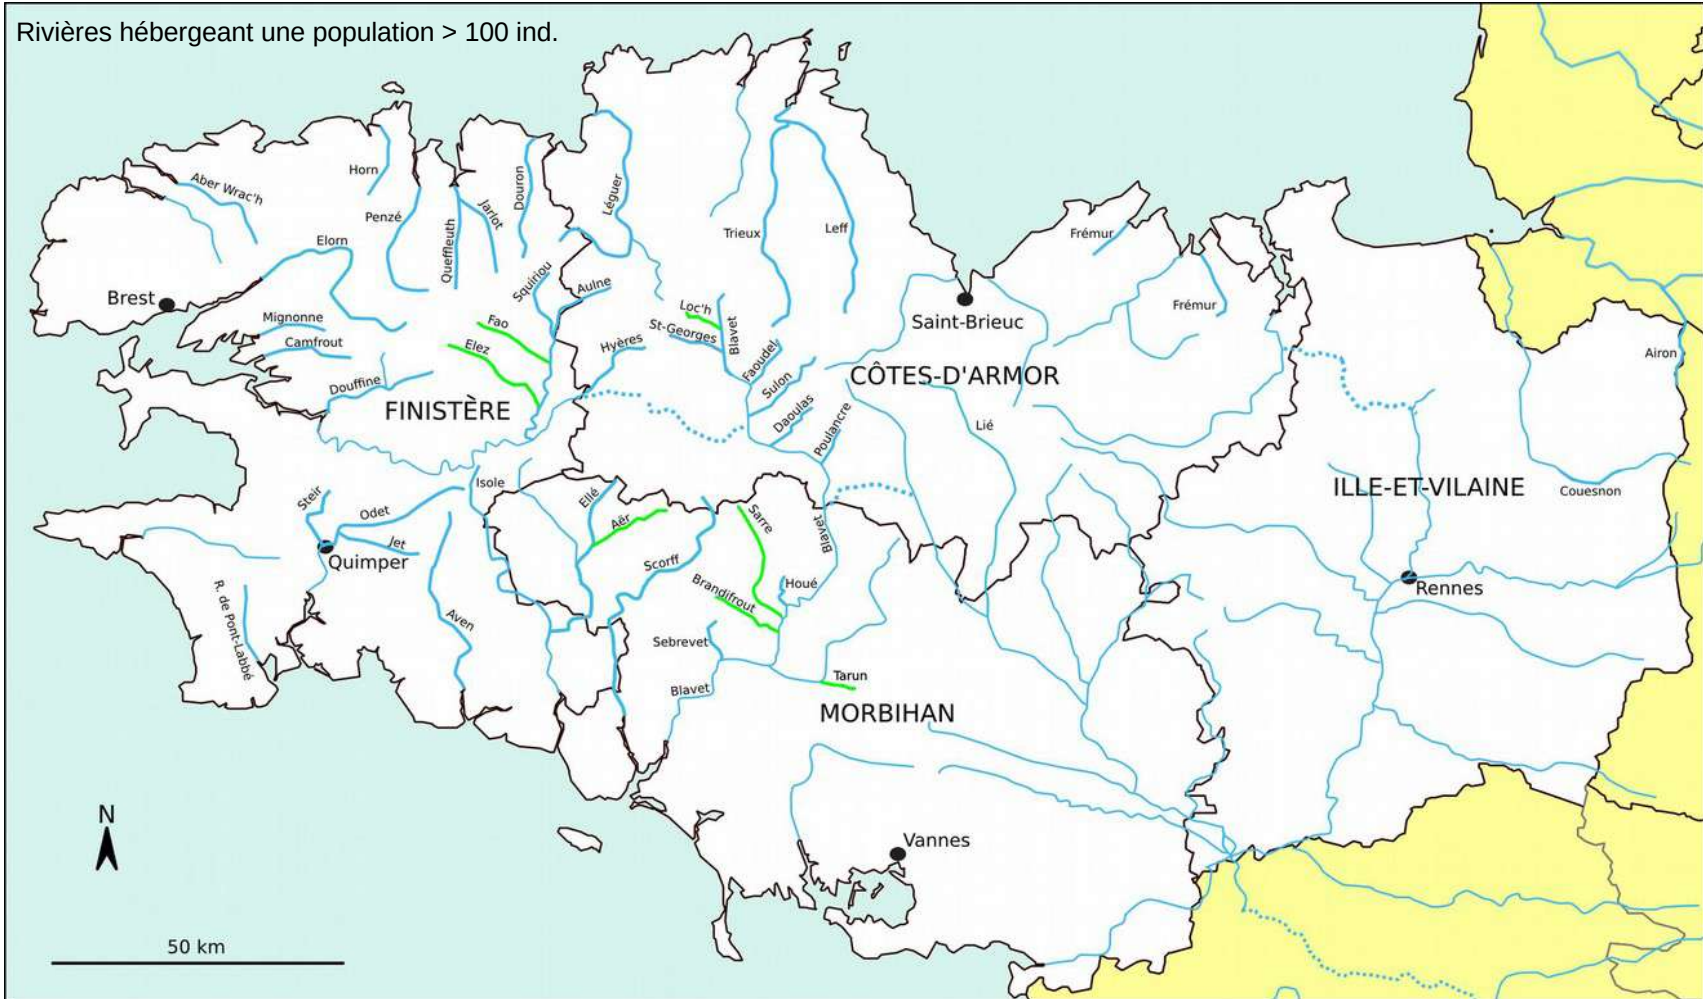 Rivières hébergeant une population > 100 ind.
Aber Wrac'h
Horn
Penzé
Queffleuth
Jarlot
Douron
Léguer
Trieux
Leff
Frémur
Frémur
Elorn
Brest
Mignonne
Camfrout
Squiriou
Aulne
Fao
Elez
Loc'h
St-Georges
Blavet
Hyères
Faoudel
Sulon
Saint-Brieuc
CÔTES-D'ARMOR
Airon
Douffine
FINISTÈRE
Daoulas
Poulancre
Lié
Isole
Steir
Odet
Jet
Quimper
Ellé
Aër
Scorff
Sarre
Blavet
ILLE-ET-VILAINE
Couesnon
Rennes
R. de Pont-Labbé
Aven
Brandifrout
Houé
Sebrevet
Blavet
Tarun
MORBIHAN
N
Vannes
50 km